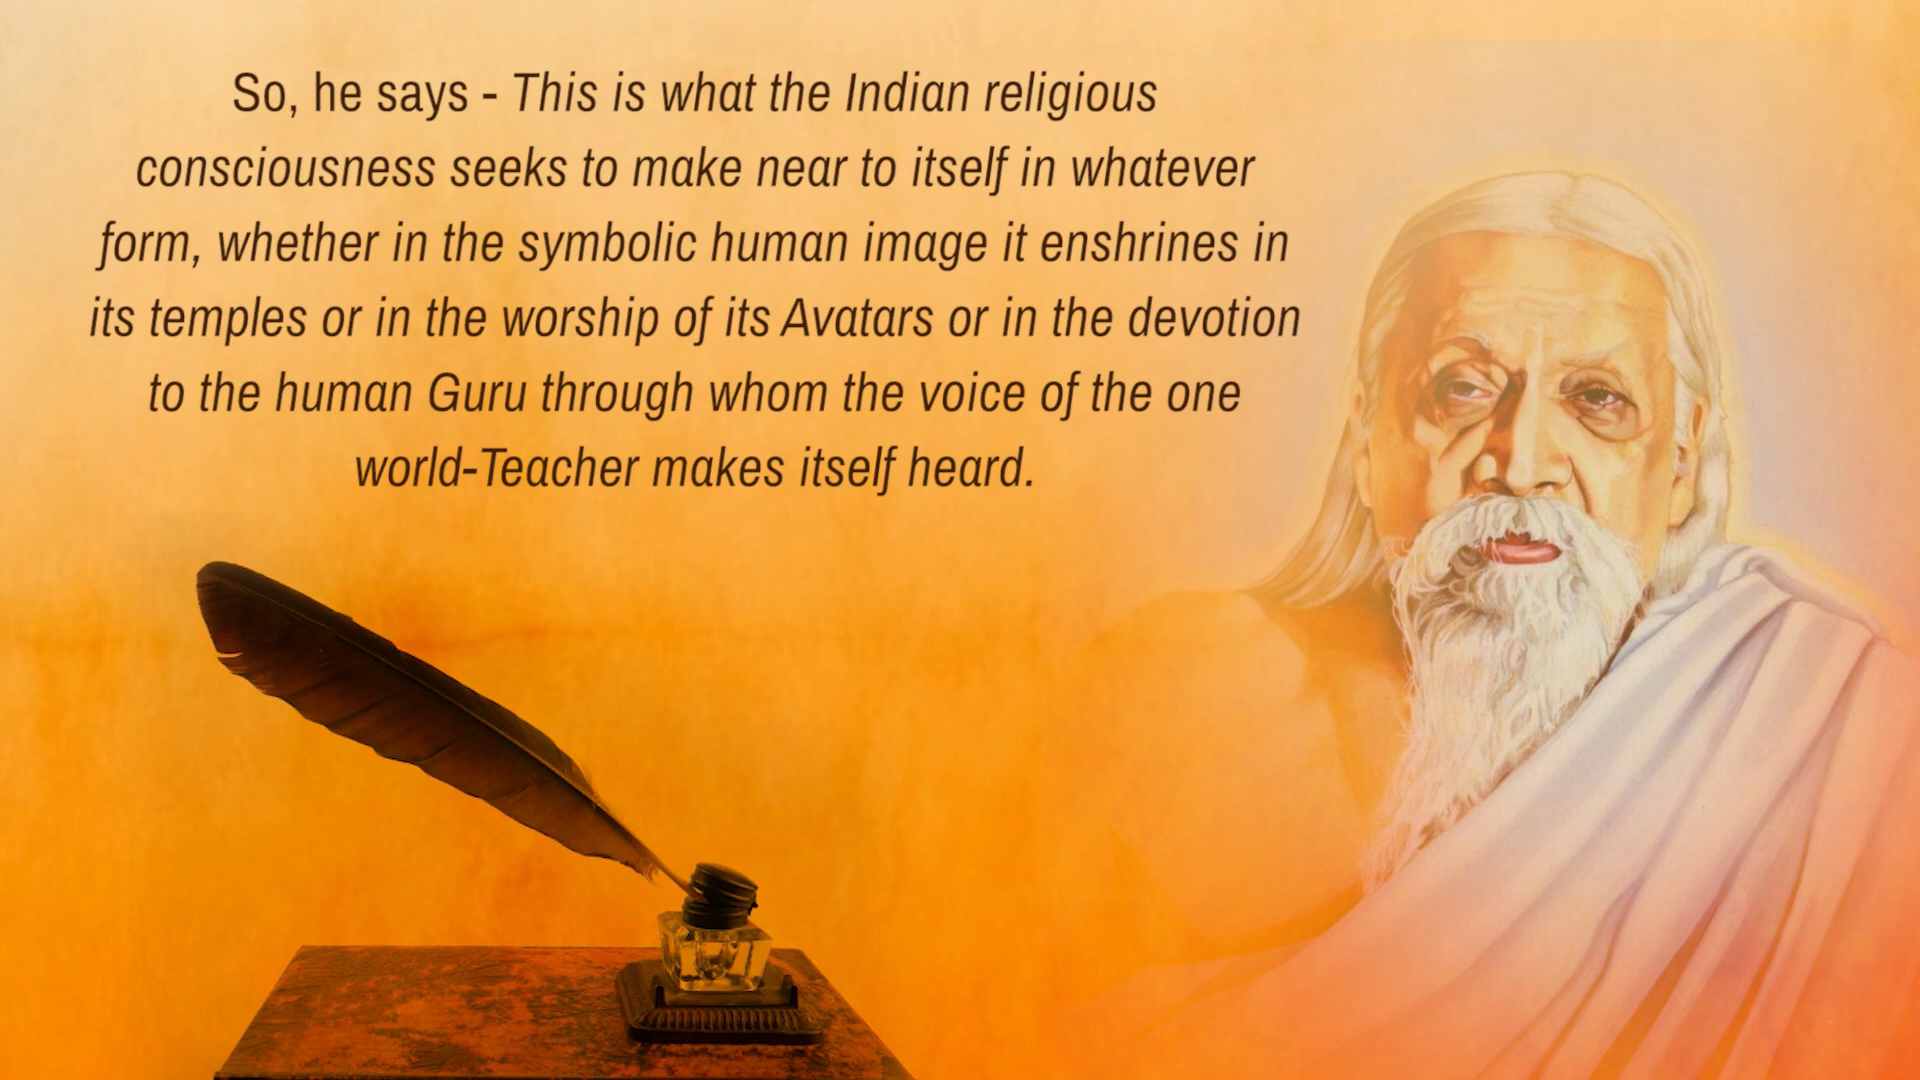 So, he says - This is what the Indian religious
consciousness seeks to make near to itself in whatever
form, whether in the symbolic human image it enshrines in
its temples or in the worship of its Avatars or in the devotion
to the human Guru through whom the voice of the one
world-Teacher makes itself heard.